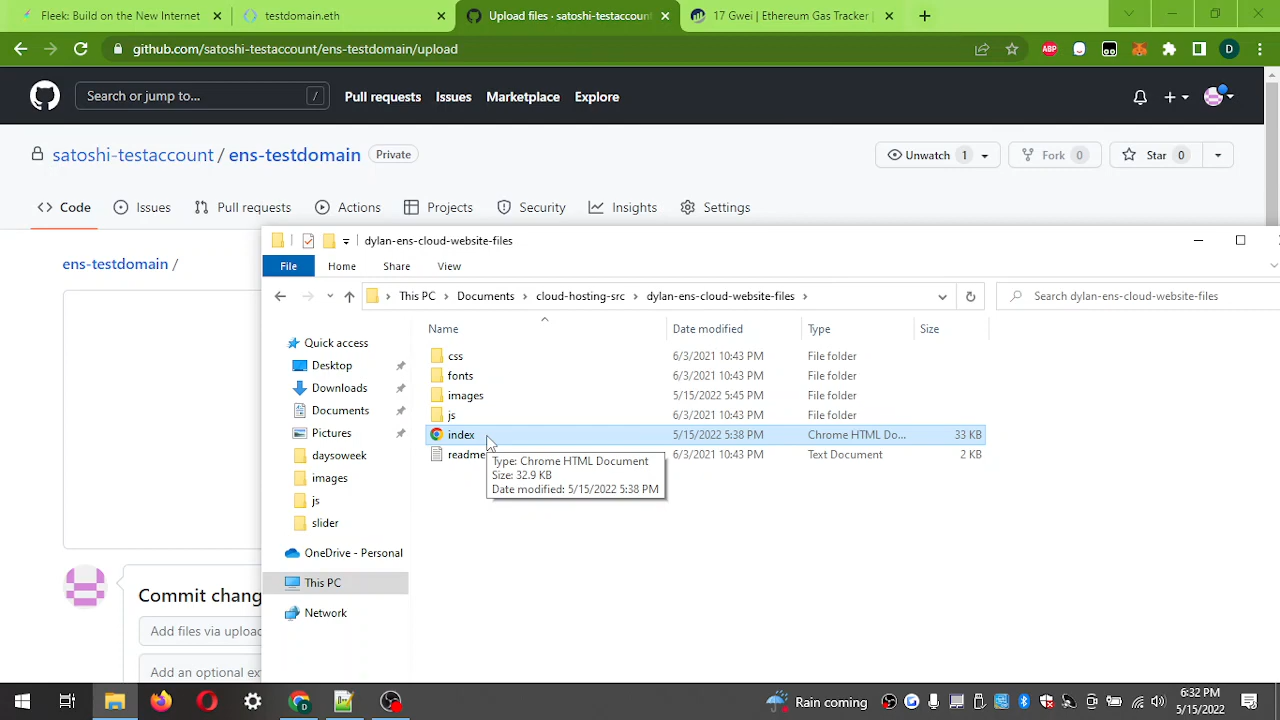 Fleek: Build on the New Internet
testdomain.eth
Upload files · satoshi-testaccount
17 Gwei | Ethereum Gas Tracker |
github.com/satoshi-testaccount/ens-testdomain/upload
ABP
D
Search or jump to... /
Pull requests Issues Marketplace Explore
satoshi-testaccount / ens-testdomain Private
Unwatch 1 Fork 0 Star 0
Code Issues Pull requests Actions Projects Security Insights Settings
ens-testdomain /
dylan-ens-cloud-website-files
File Home Share View
This PC › Documents › cloud-hosting-src › dylan-ens-cloud-website-files ›
Search dylan-ens-cloud-website-files
Name Date modified Type Size
css 6/3/2021 10:43 PM File folder
fonts 6/3/2021 10:43 PM File folder
images 5/15/2022 5:45 PM File folder
js 6/3/2021 10:43 PM File folder
index 5/15/2022 5:38 PM Chrome HTML Do... 33 KB
readme 6/3/2021 10:43 PM Text Document 2 KB
Type: Chrome HTML Document
Size: 32.9 KB
Date modified: 5/15/2022 5:38 PM
Quick access
Desktop
Downloads
Documents
Pictures
daysoweek
images
js
slider
OneDrive - Personal
This PC
Network
Commit chang
Add files via upload
Add an optional ext
Rain coming
6:32 PM
5/15/2022